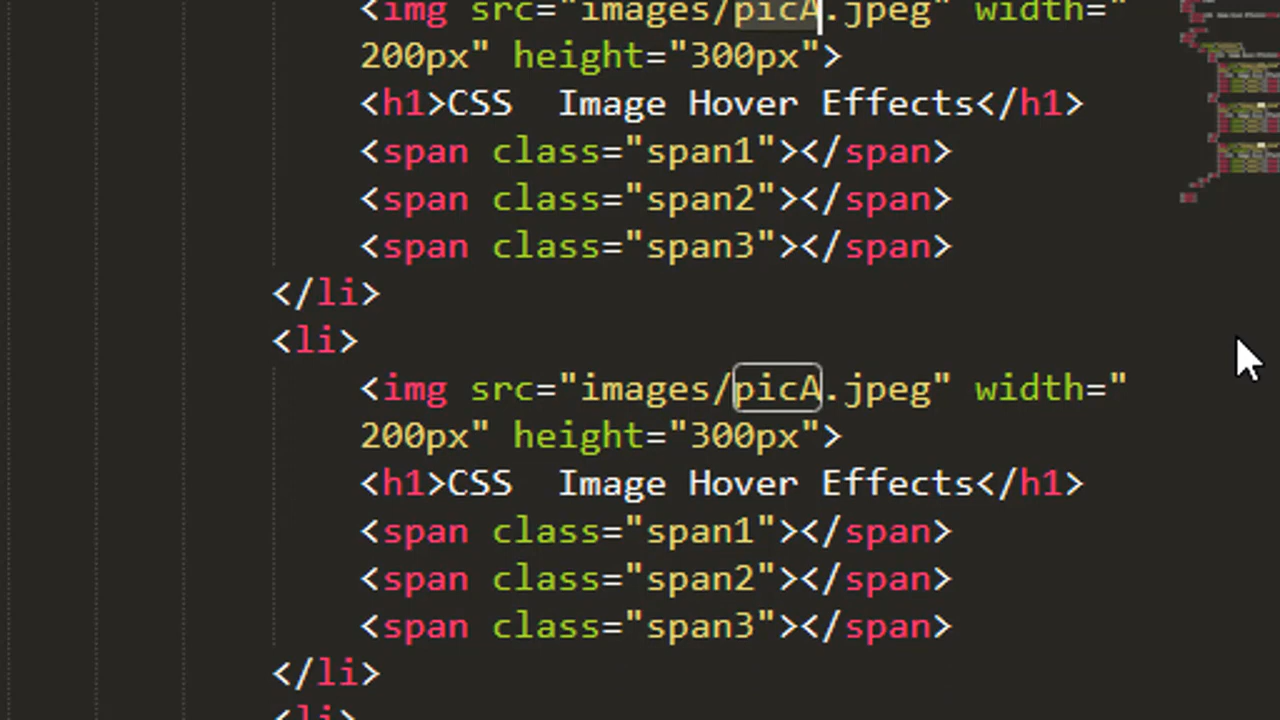 <img src="images/picA.jpeg" width="
200px" height="300px">
<h1>CSS  Image Hover Effects</h1>
<span class="span1"></span>
<span class="span2"></span>
<span class="span3"></span>
</li>
<li>
<img src="images/picA.jpeg" width="
200px" height="300px">
<h1>CSS  Image Hover Effects</h1>
<span class="span1"></span>
<span class="span2"></span>
<span class="span3"></span>
</li>
<li>